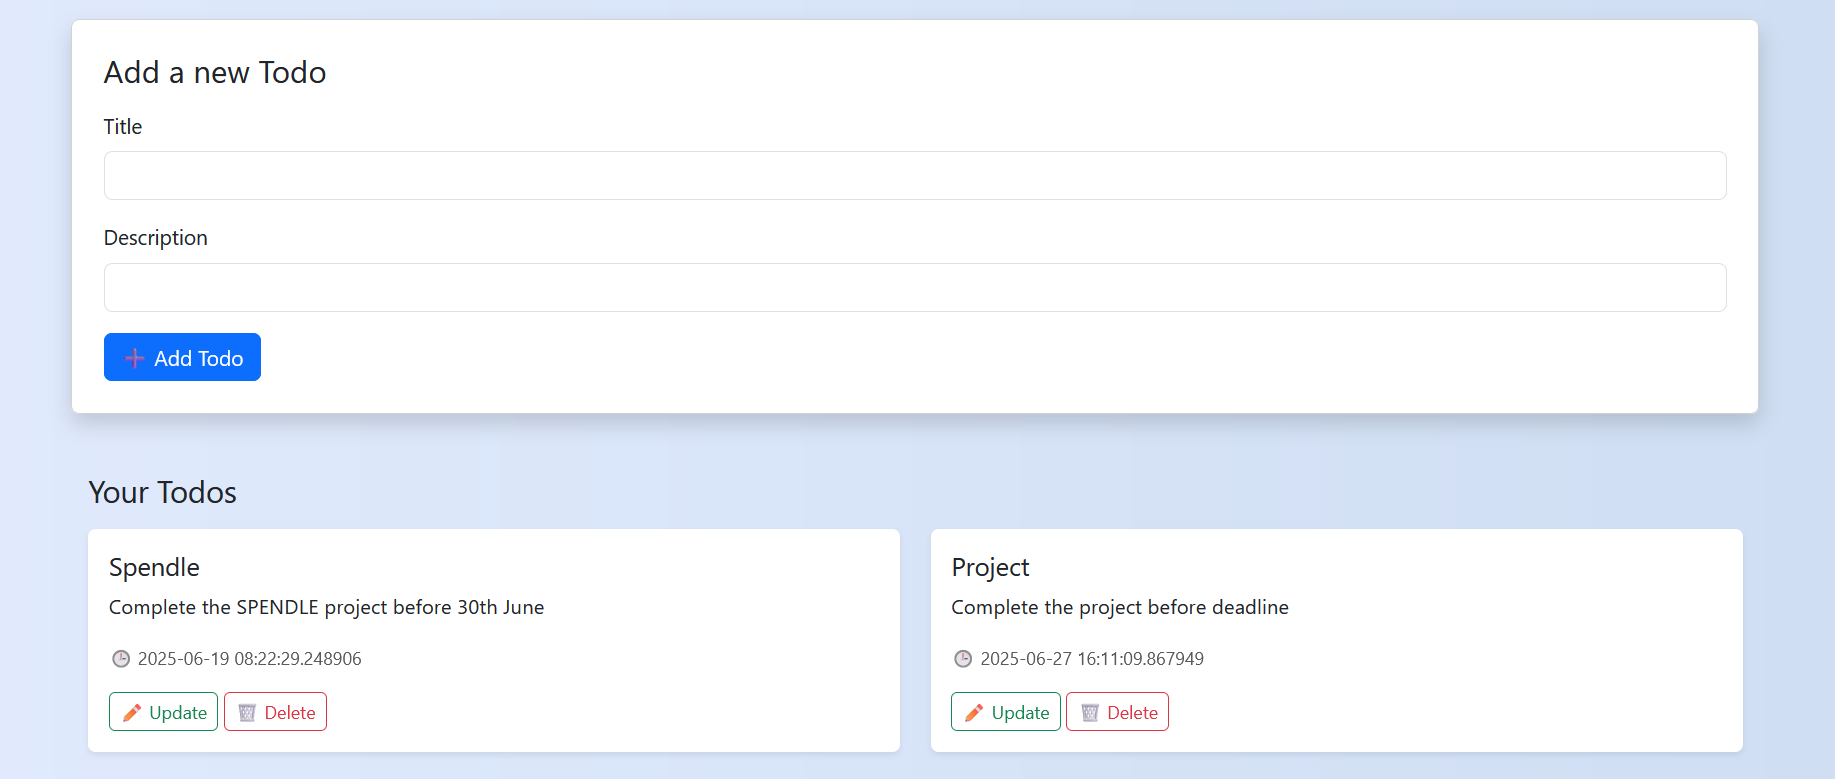 Add a new Todo
Title
Description
➕ Add Todo
Your Todos
Spendle
Complete the SPENDLE project before 30th June
🕒 2025-06-19 08:22:29.248906
✏️ Update 🗑️ Delete
Project
Complete the project before deadline
🕒 2025-06-27 16:11:09.867949
✏️ Update 🗑️ Delete